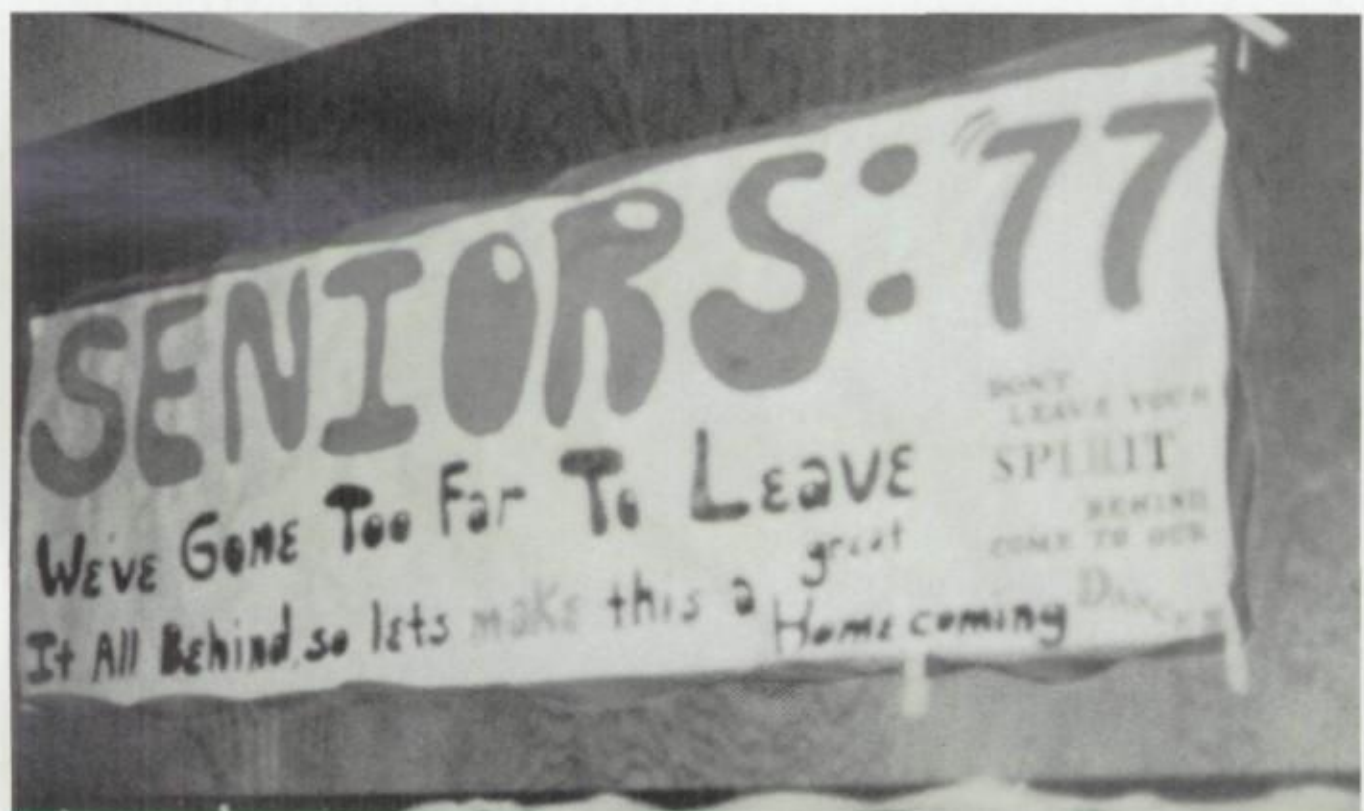 SENIORS: '77
WE'VE GONE Too Far To LEAVE
It All Behind, so lets make this a great
Homecoming
DON'T
LEAVE YOUR
SPIRIT
BEHIND
COME TO OUR
DANCE